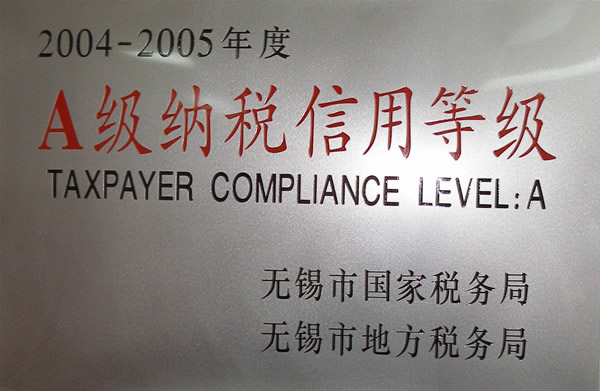 2004-2005年度
A级纳税信用等级
TAXPAYER COMPLIANCE LEVEL:A
无锡市国家税务局
无锡市地方税务局